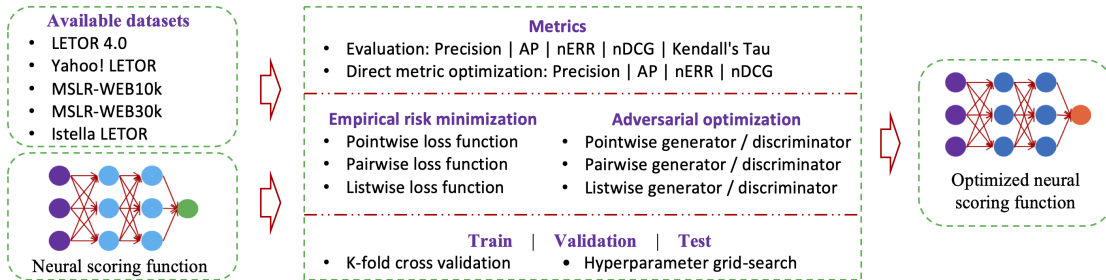 Available datasets
• LETOR 4.0
• Yahoo! LETOR
• MSLR-WEB10k
• MSLR-WEB30k
• Istella LETOR
Neural scoring function
Metrics
• Evaluation: Precision | AP | nERR | nDCG | Kendall's Tau
• Direct metric optimization: Precision | AP | nERR | nDCG
Empirical risk minimization
• Pointwise loss function
• Pairwise loss function
• Listwise loss function
Adversarial optimization
• Pointwise generator / discriminator
• Pairwise generator / discriminator
• Listwise generator / discriminator
Train | Validation | Test
• K-fold cross validation • Hyperparameter grid-search
Optimized neural
scoring function